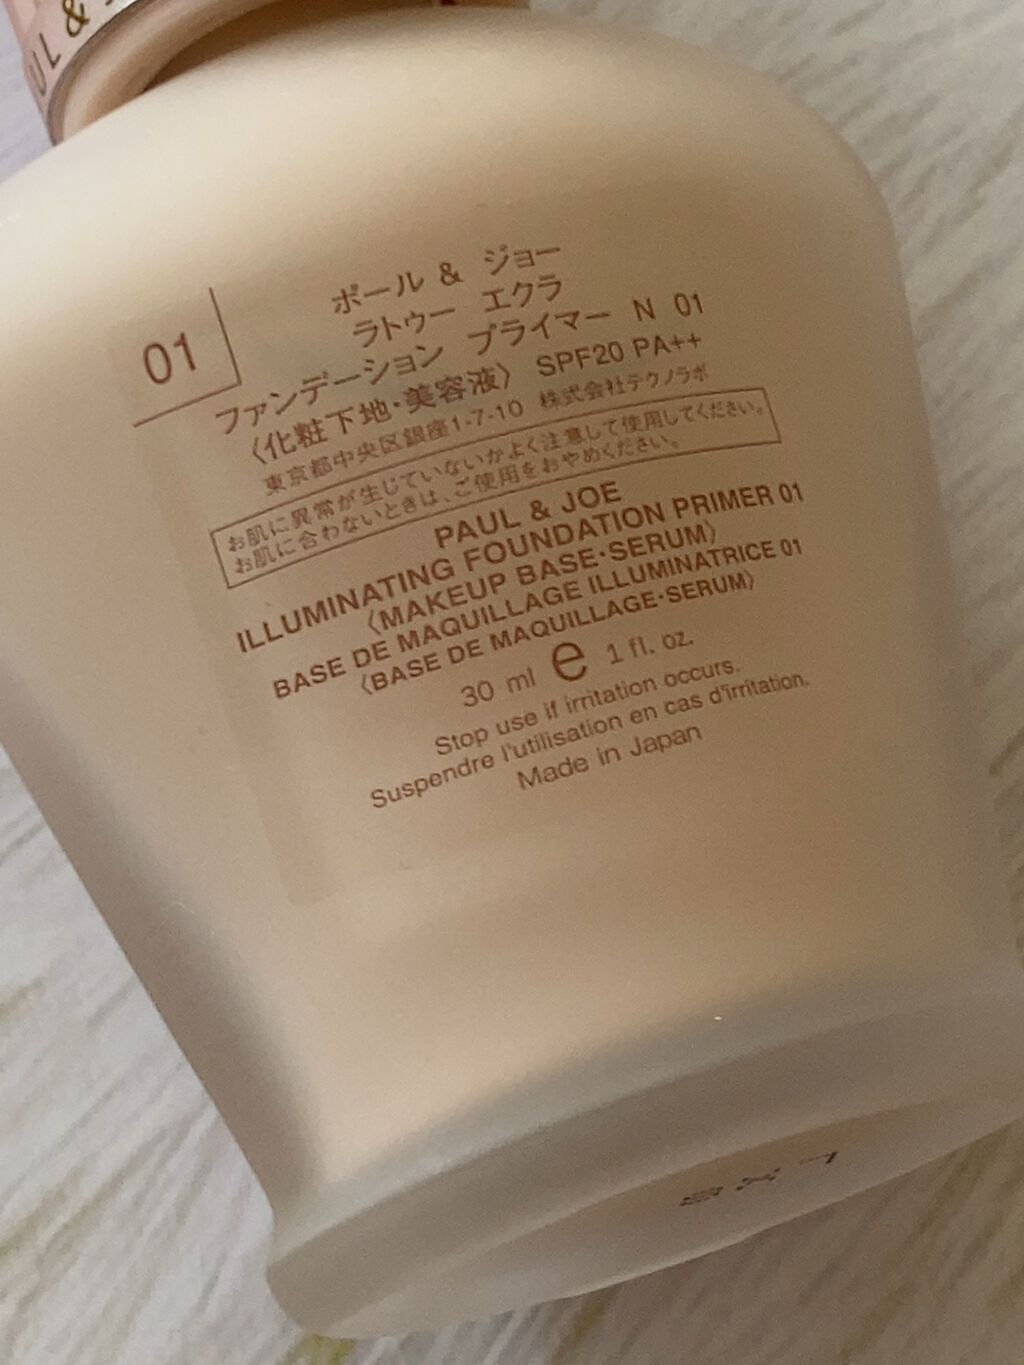 UL &
01
ポール & ジョー
ラトゥー エクラ
ファンデーション プライマー N 01
〈化粧下地・美容液〉 SPF20 PA++
東京都中央区銀座1-7-10 株式会社テクノラボ
お肌に異常が生じていないかよく注意して使用してください。
お肌に合わないときは、ご使用をおやめください。
PAUL & JOE
ILLUMINATING FOUNDATION PRIMER 01
〈MAKEUP BASE・SERUM〉
BASE DE MAQUILLAGE ILLUMINATRICE 01
〈BASE DE MAQUILLAGE・SERUM〉
30 ml e 1 fl. oz.
Stop use if irritation occurs.
Suspendre l'utilisation en cas d'irritation.
Made in Japan